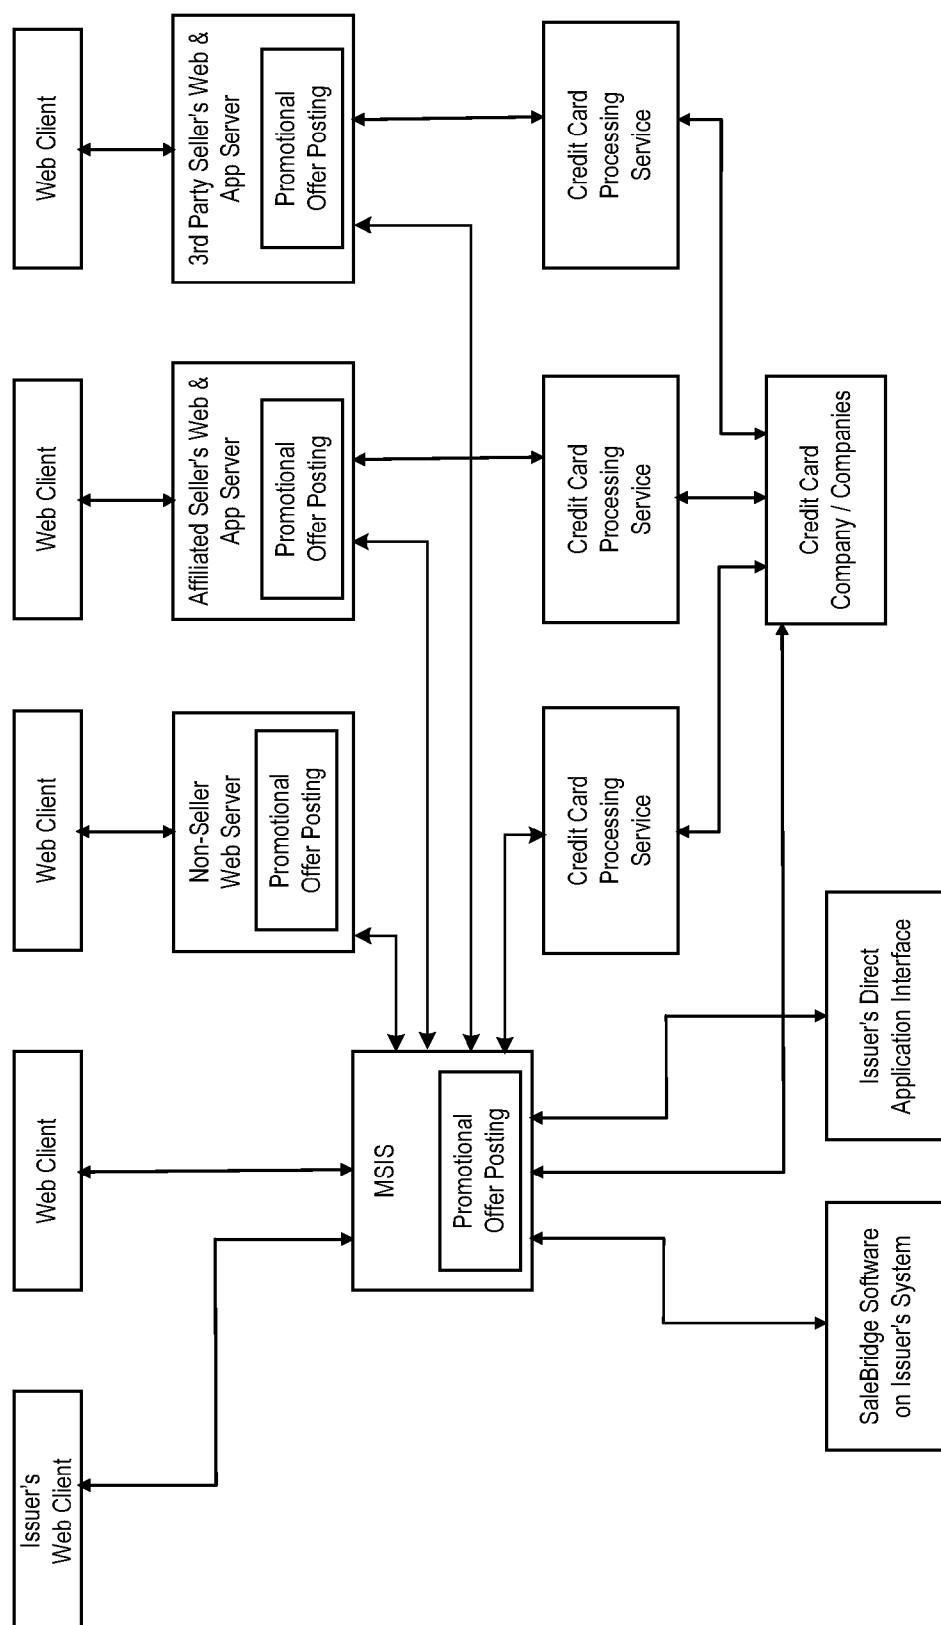 Issuer's
Web Client
Web Client
Web Client
Web Client
Web Client
MSIS
Promotional
Offer Posting
Non-Seller
Web Server
Promotional
Offer Posting
Affiliated Seller's Web &
App Server
Promotional
Offer Posting
3rd Party Seller's Web &
App Server
Promotional
Offer Posting
Credit Card
Processing
Service
Credit Card
Processing
Service
Credit Card
Processing
Service
SaleBridge Software
on Issuer's System
Issuer's Direct
Application Interface
Credit Card
Company / Companies